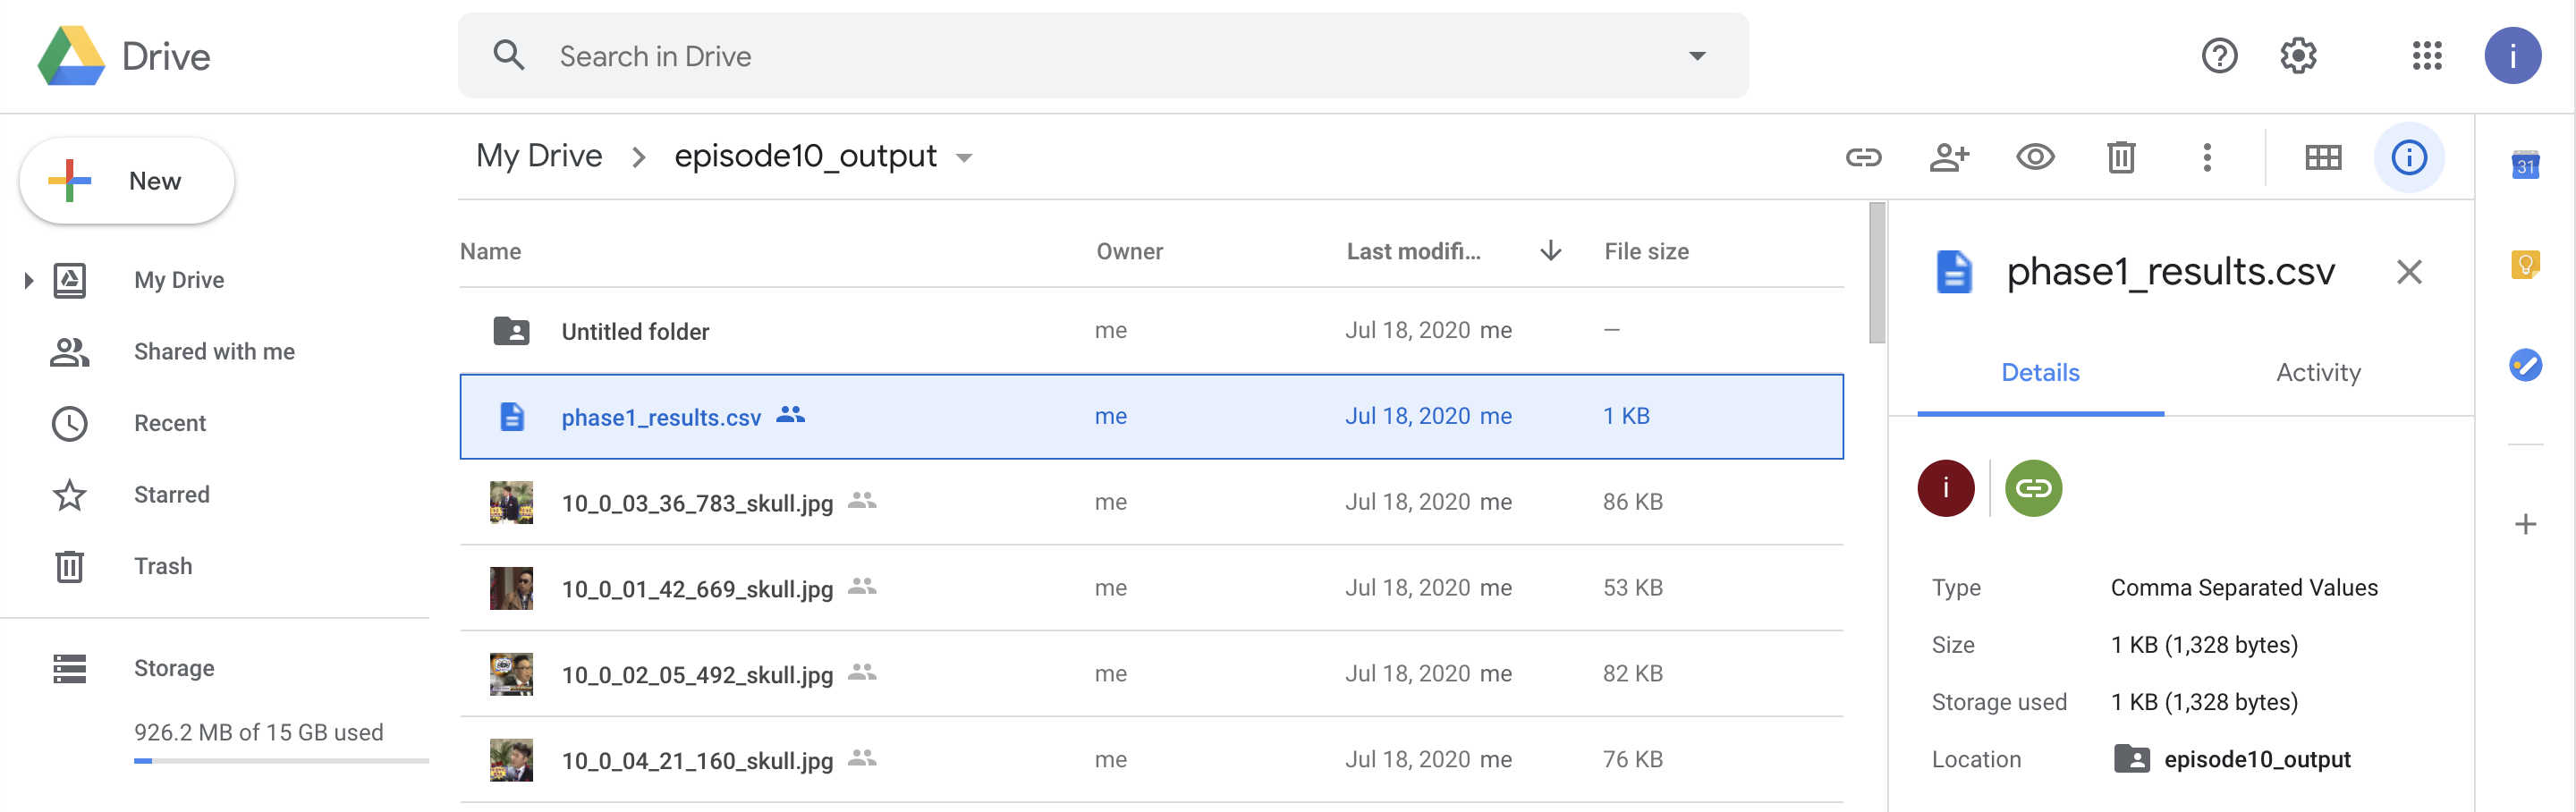 Drive
Search in Drive
i
New
My Drive
Shared with me
Recent
Starred
Trash
Storage
926.2 MB of 15 GB used
My Drive episode10_output
Name Owner Last modifi... File size
Untitled folder me Jul 18, 2020 me —
phase1_results.csv me Jul 18, 2020 me 1 KB
10_0_03_36_783_skull.jpg me Jul 18, 2020 me 86 KB
10_0_01_42_669_skull.jpg me Jul 18, 2020 me 53 KB
10_0_02_05_492_skull.jpg me Jul 18, 2020 me 82 KB
10_0_04_21_160_skull.jpg me Jul 18, 2020 me 76 KB
phase1_results.csv
Details Activity
i
Type Comma Separated Values
Size 1 KB (1,328 bytes)
Storage used 1 KB (1,328 bytes)
Location episode10_output
31